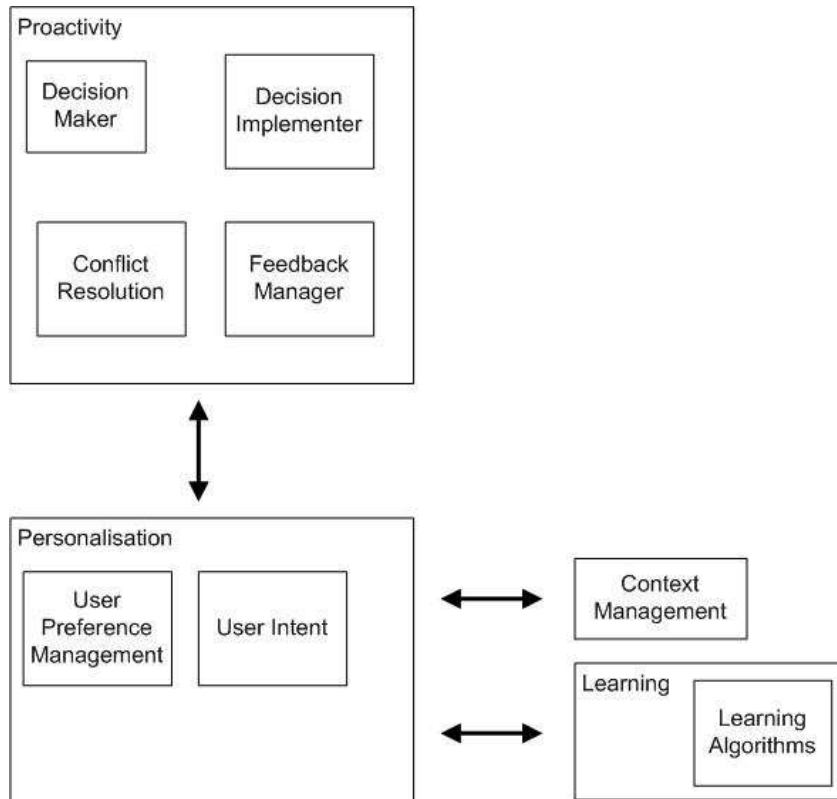 Proactivity
Decision
Maker
Decision
Implementer
Conflict
Resolution
Feedback
Manager
Personalisation
User
Preference
Management
User Intent
Context
Management
Learning
Learning
Algorithms